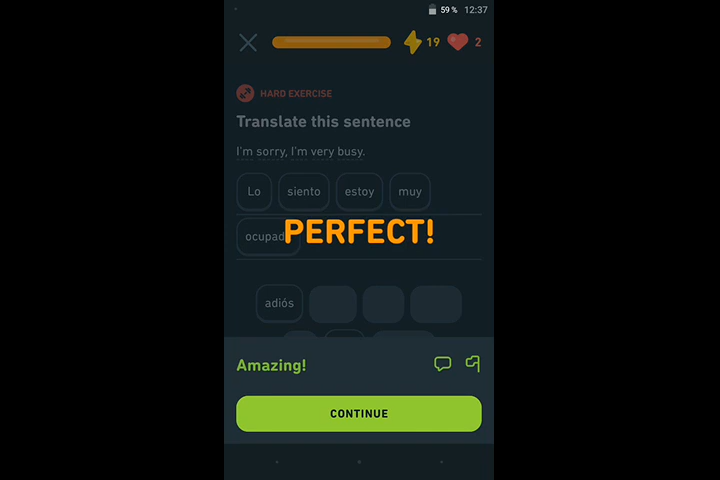 59 % 12:37
19 2
HARD EXERCISE
Translate this sentence
I'm sorry, I'm very busy.
Lo siento estoy muy
PERFECT!
adiós
Amazing!
CONTINUE